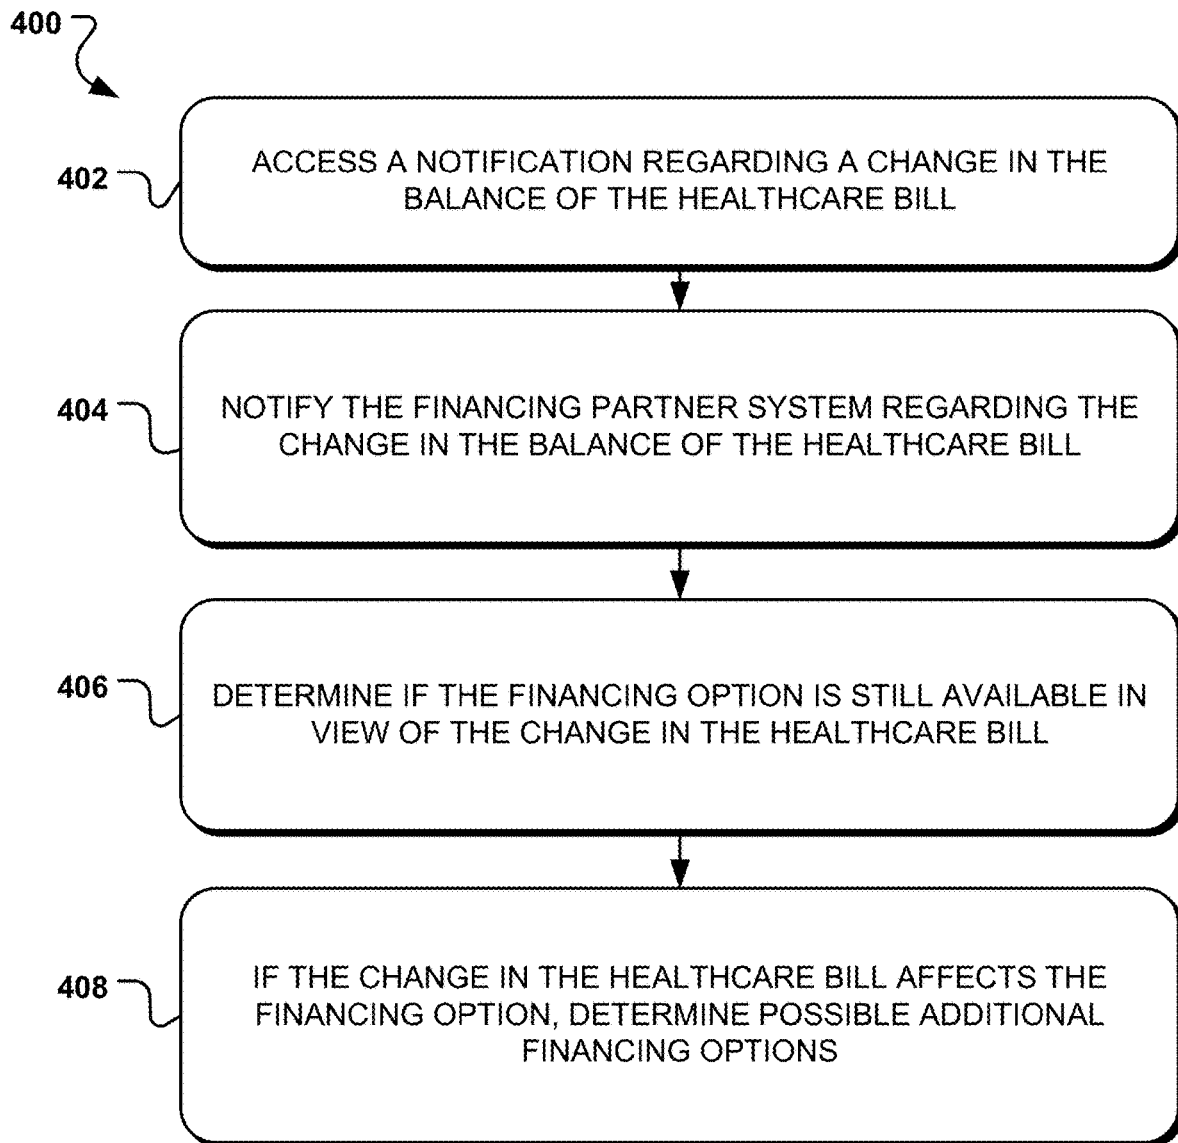 400
402
ACCESS A NOTIFICATION REGARDING A CHANGE IN THE
BALANCE OF THE HEALTHCARE BILL
404
NOTIFY THE FINANCING PARTNER SYSTEM REGARDING THE
CHANGE IN THE BALANCE OF THE HEALTHCARE BILL
406
DETERMINE IF THE FINANCING OPTION IS STILL AVAILABLE IN
VIEW OF THE CHANGE IN THE HEALTHCARE BILL
408
IF THE CHANGE IN THE HEALTHCARE BILL AFFECTS THE
FINANCING OPTION, DETERMINE POSSIBLE ADDITIONAL
FINANCING OPTIONS